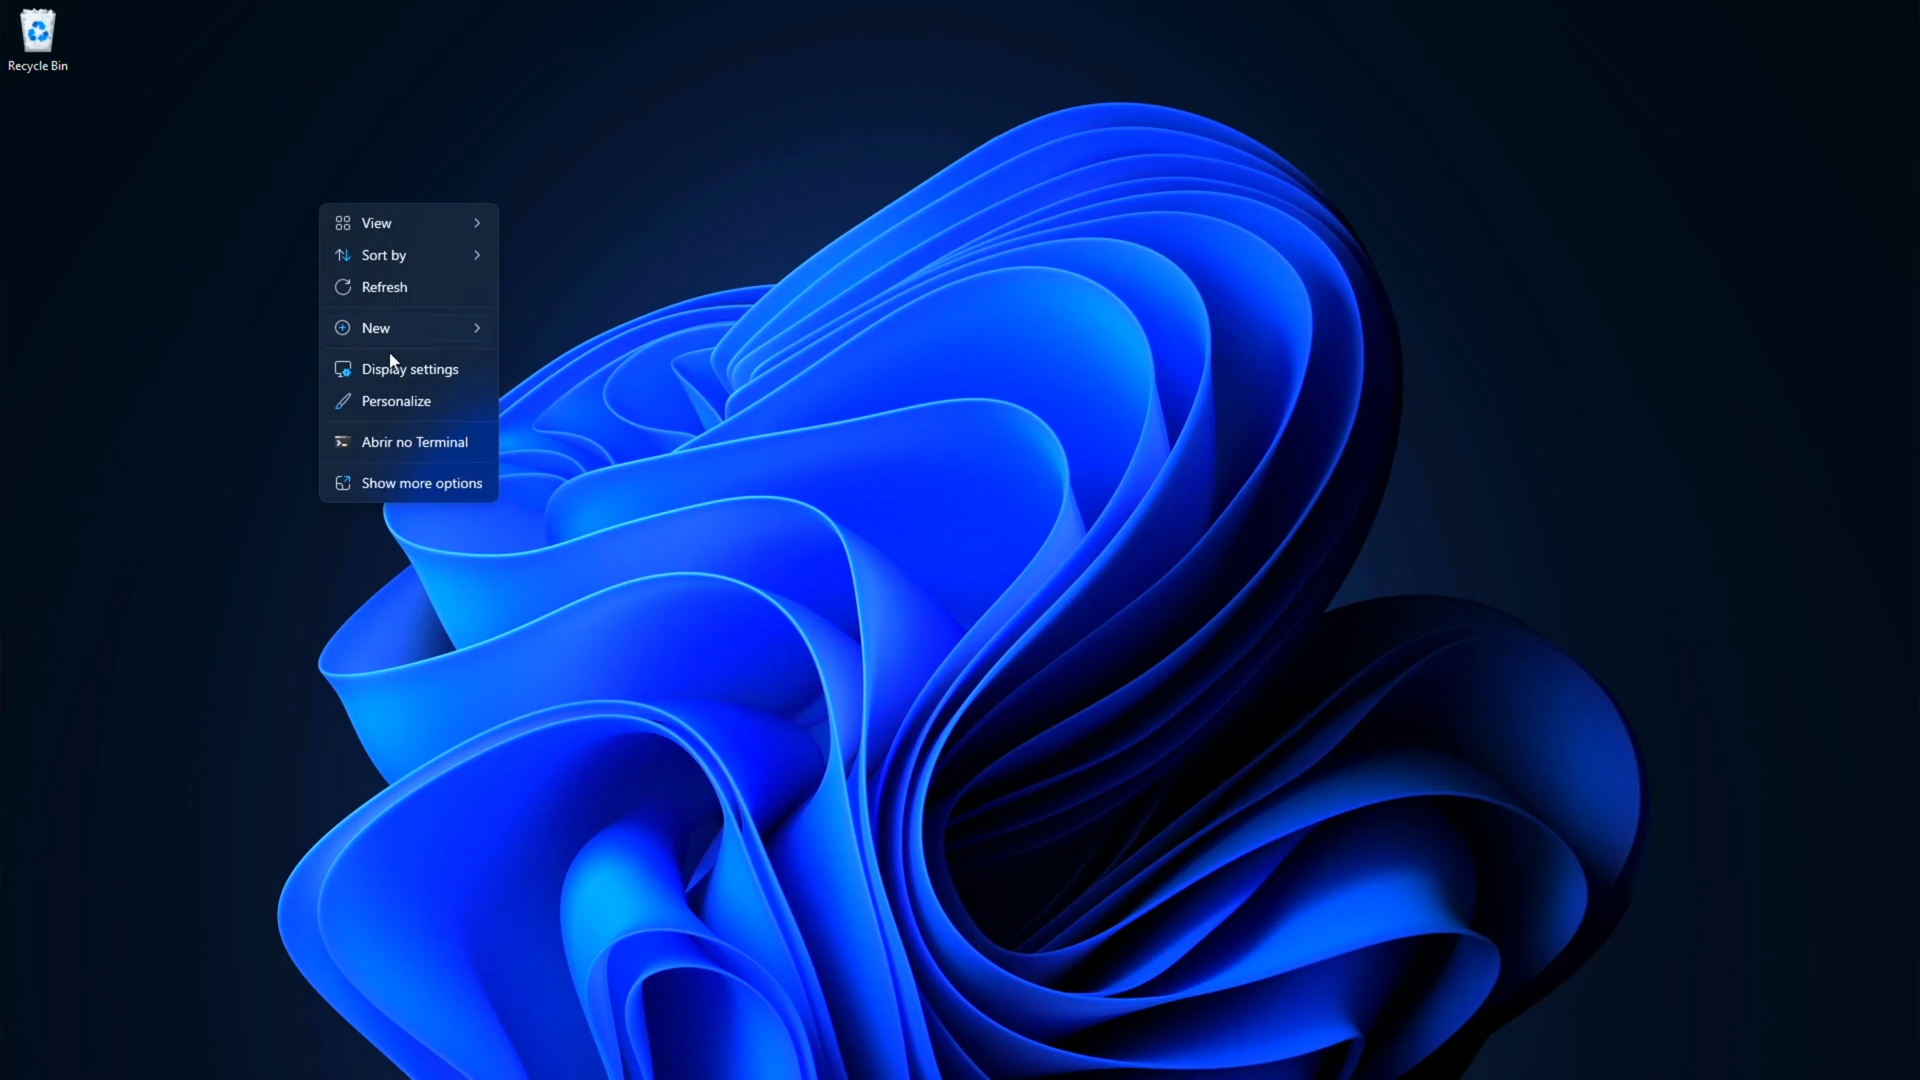 Recycle Bin
View
Sort by
Refresh
New
Display settings
Personalize
Abrir no Terminal
Show more options